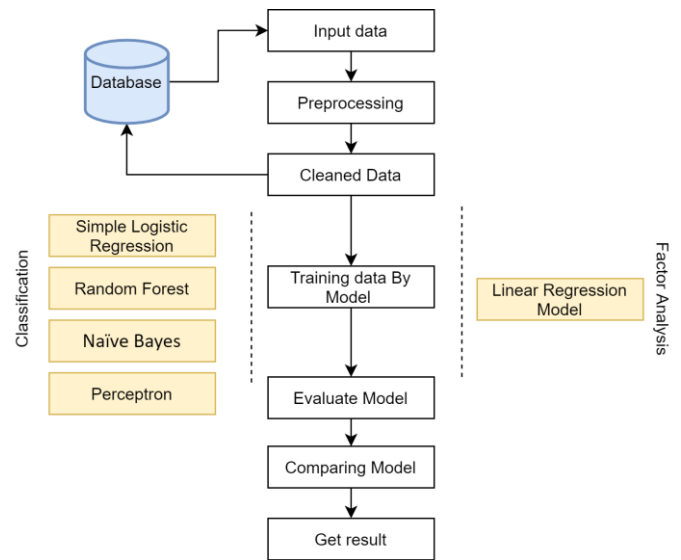 Input data
Database
Preprocessing
Cleaned Data
Classification
Simple Logistic
Regression
Random Forest
Naïve Bayes
Perceptron
Training data By
Model
Linear Regression
Model
Factor Analysis
Evaluate Model
Comparing Model
Get result